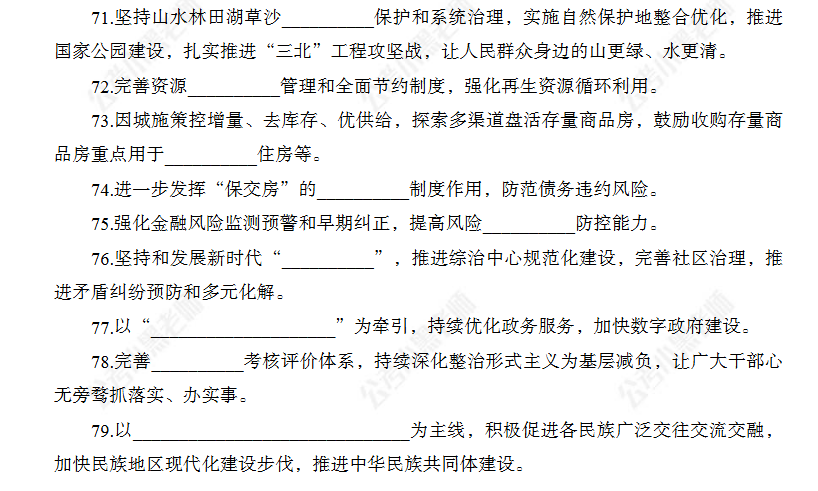 71.坚持山水林田湖草沙__________保护和系统治理，实施自然保护地整合优化，推进
国家公园建设，扎实推进“三北”工程攻坚战，让人民群众身边的山更绿、水更清。
72.完善资源__________管理和全面节约制度，强化再生资源循环利用。
73.因城施策控增量、去库存、优供给，探索多渠道盘活存量商品房，鼓励收购存量商
品房重点用于__________住房等。
74.进一步发挥“保交房”的__________制度作用，防范债务违约风险。
75.强化金融风险监测预警和早期纠正，提高风险__________防控能力。
76.坚持和发展新时代“__________”，推进综治中心规范化建设，完善社区治理，推
进矛盾纠纷预防和多元化解。
77.以“____________________”为牵引，持续优化政务服务，加快数字政府建设。
78.完善__________考核评价体系，持续深化整治形式主义为基层减负，让广大干部心
无旁骛抓落实、办实事。
79.以______________________________为主线，积极促进各民族广泛交往交流交融，
加快民族地区现代化建设步伐，推进中华民族共同体建设。